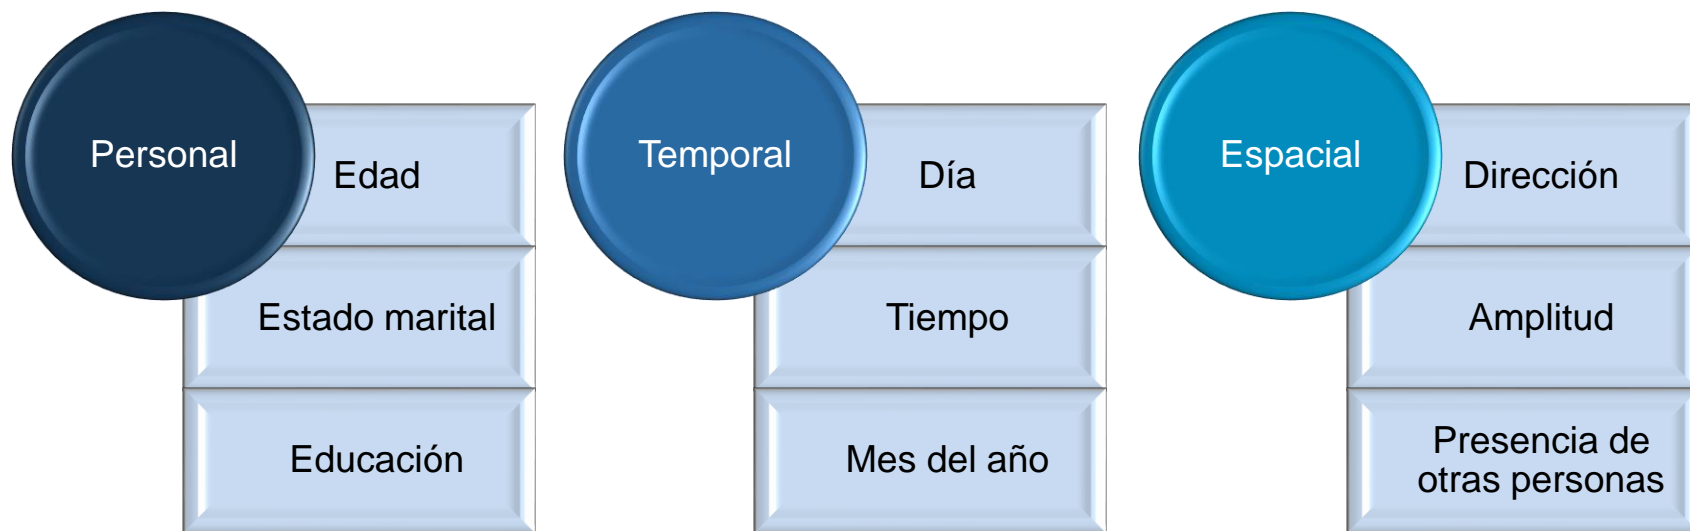 Personal
Edad
Estado marital
Educación
Temporal
Día
Tiempo
Mes del año
Espacial
Dirección
Amplitud
Presencia de
otras personas